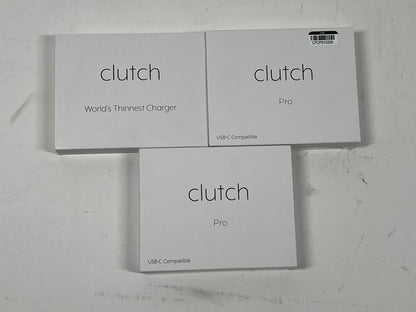 clutch
World's Thinnest Charger
clutch
Pro
USB-C Compatible
clutch
Pro
USB-C Compatible